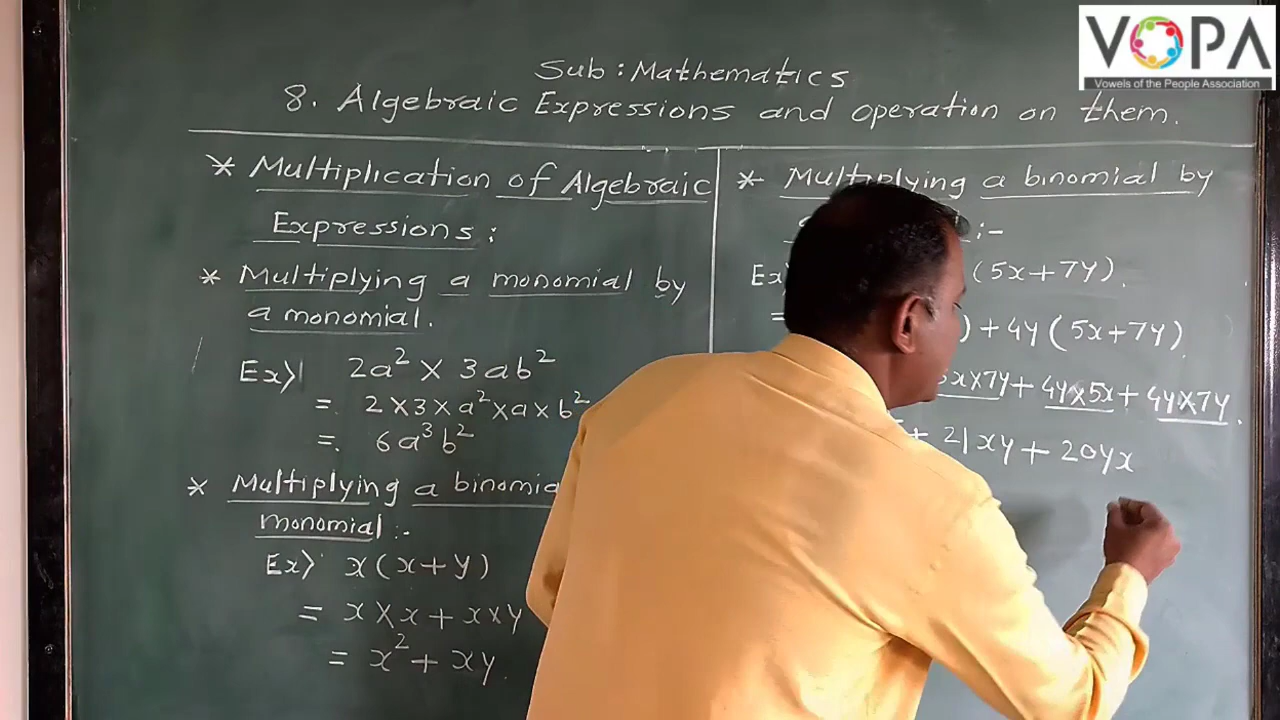 VOPA
Vowels of the People Association
Sub : Mathematics
8. Algebraic Expressions and operation on them.
* Multiplication of Algebraic
Expressions :
* Multiplying a monomial by
a monomial.
Ex〉1 2a² × 3ab²
=. 2×3×a²×a×b²
=. 6a³b²
* Multiplying a
monomial :-
Ex〉 x(x+y)
= x×x + x×y
= x² + xy.
* Multiplying a binomial by
:-
Ex (5x+7y).
= ) + 4y(5x+7y).
x×7y + 4y×5x + 4y×7y.
+ 21xy + 20yx